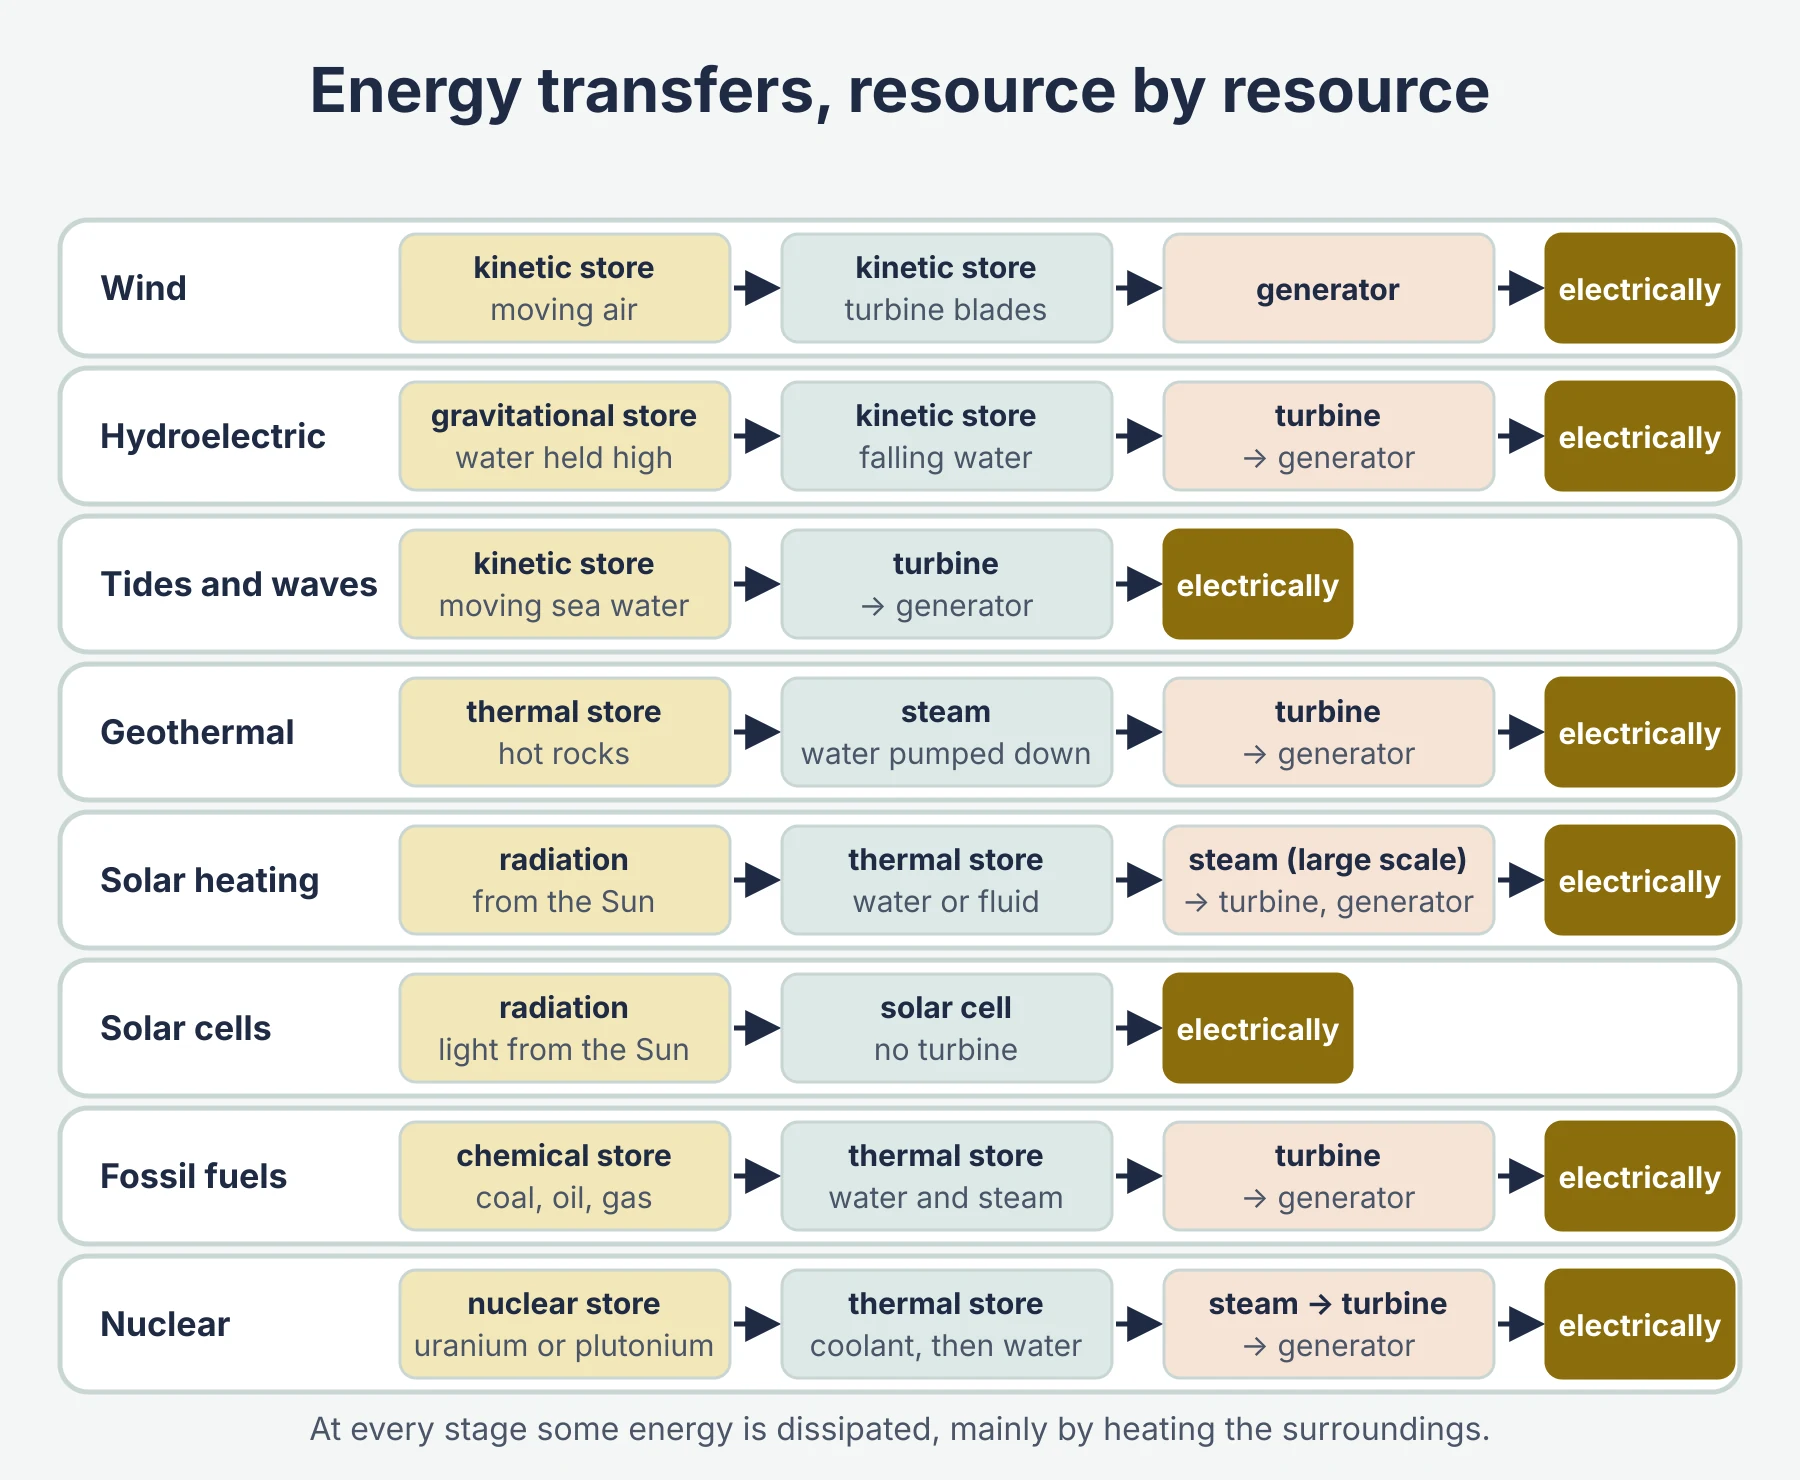 Energy transfers, resource by resource
Wind
kinetic store
moving air
kinetic store
turbine blades
generator
electrically
Hydroelectric
gravitational store
water held high
kinetic store
falling water
turbine
→ generator
electrically
Tides and waves
kinetic store
moving sea water
turbine
→ generator
electrically
Geothermal
thermal store
hot rocks
steam
water pumped down
turbine
→ generator
electrically
Solar heating
radiation
from the Sun
thermal store
water or fluid
steam (large scale)
→ turbine, generator
electrically
Solar cells
radiation
light from the Sun
solar cell
no turbine
electrically
Fossil fuels
chemical store
coal, oil, gas
thermal store
water and steam
turbine
→ generator
electrically
Nuclear
nuclear store
uranium or plutonium
thermal store
coolant, then water
steam → turbine
→ generator
electrically
At every stage some energy is dissipated, mainly by heating the surroundings.